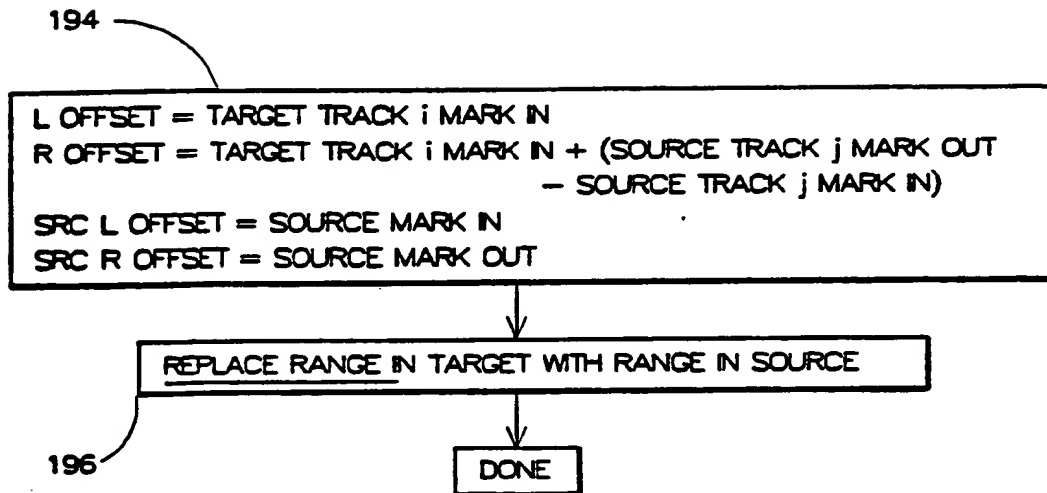 194
L OFFSET = TARGET TRACK i MARK IN
R OFFSET = TARGET TRACK i MARK IN + (SOURCE TRACK j MARK OUT
− SOURCE TRACK j MARK IN)
SRC L OFFSET = SOURCE MARK IN
SRC R OFFSET = SOURCE MARK OUT
REPLACE RANGE IN TARGET WITH RANGE IN SOURCE
196
DONE